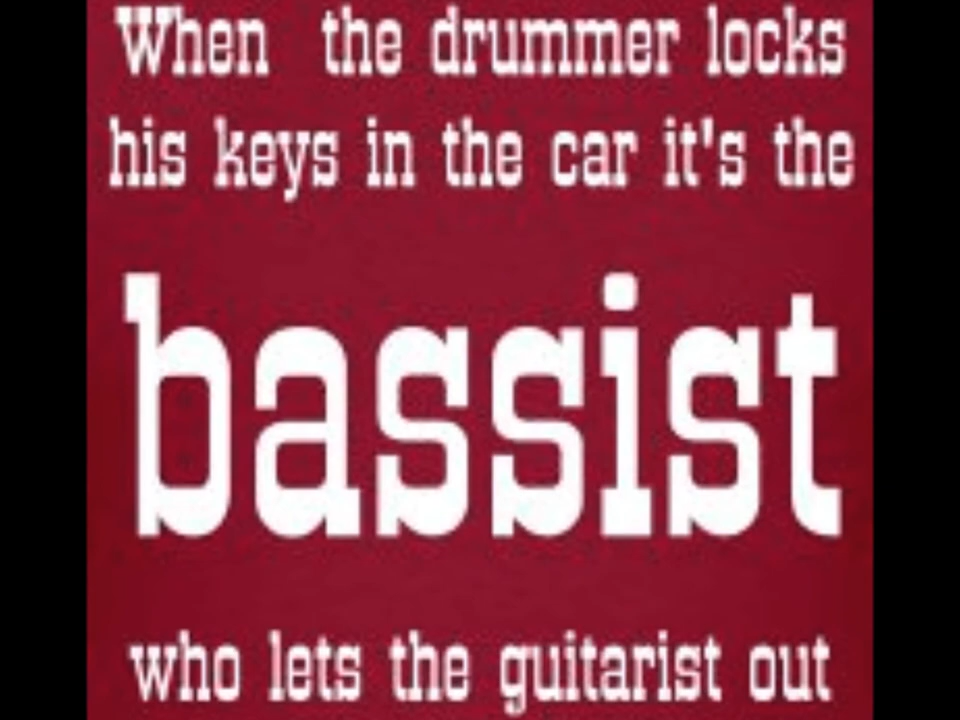 When the drummer locks
his keys in the car it's the
bassist
who lets the guitarist out